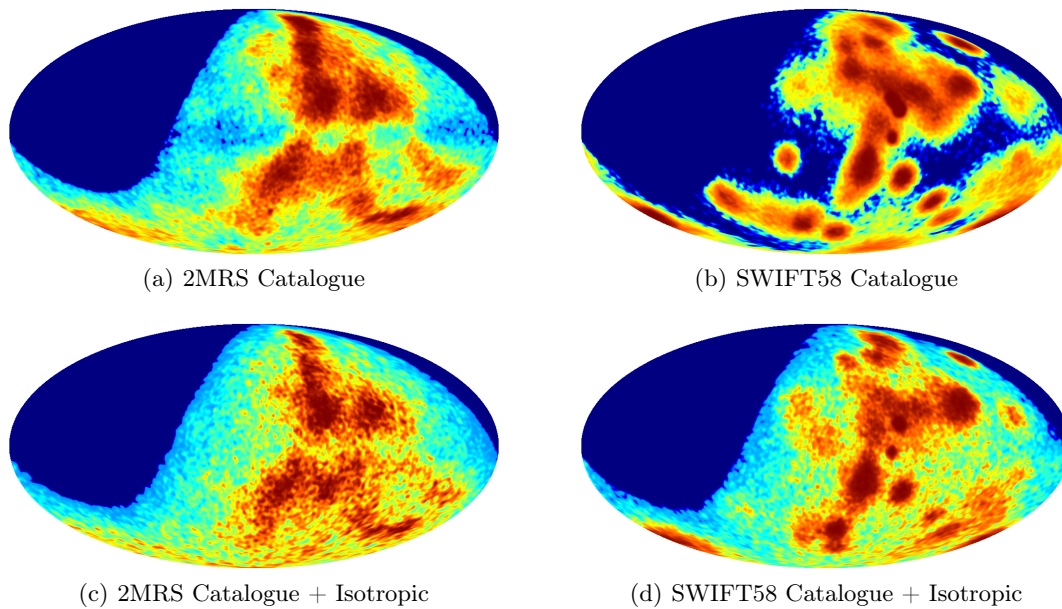 (a) 2MRS Catalogue
(b) SWIFT58 Catalogue
(c) 2MRS Catalogue + Isotropic
(d) SWIFT58 Catalogue + Isotropic